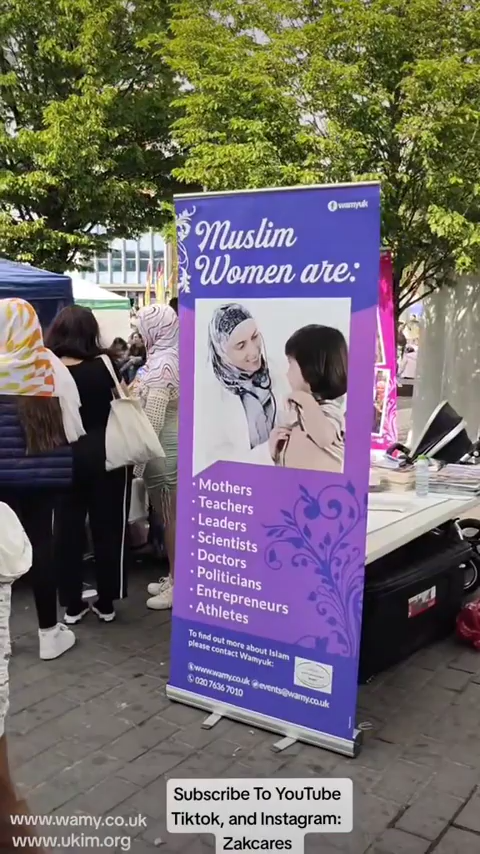 wamyuk
Muslim
Women are:
· Mothers
· Teachers
· Leaders
· Scientists
· Doctors
· Politicians
· Entrepreneurs
· Athletes
To find out more about Islam
please contact Wamyuk:
www.wamy.co.uk events@wamy.co.uk
020 7636 7010
Subscribe To YouTube
Tiktok, and Instagram:
Zakcares
www.wamy.co.uk
www.ukim.org